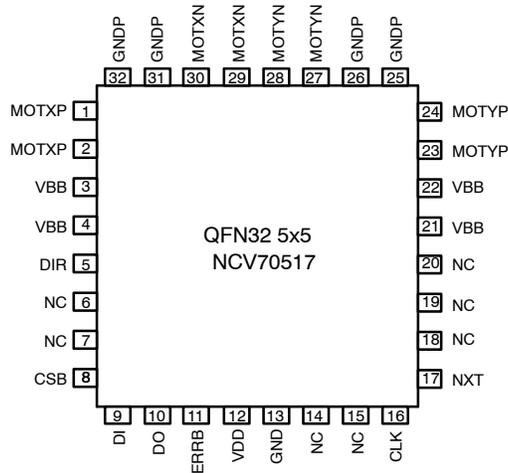 GNDP GNDP MOTXN MOTXN MOTYN MOTYN GNDP GNDP
32 31 30 29 28 27 26 25
MOTXP 1 24 MOTYP
MOTXP 2 23 MOTYP
VBB 3 22 VBB
VBB 4 21 VBB
QFN32 5x5
NCV70517
DIR 5 20 NC
NC 6 19 NC
NC 7 18 NC
CSB 8 17 NXT
9 10 11 12 13 14 15 16
DI DO ERRB VDD GND NC NC CLK